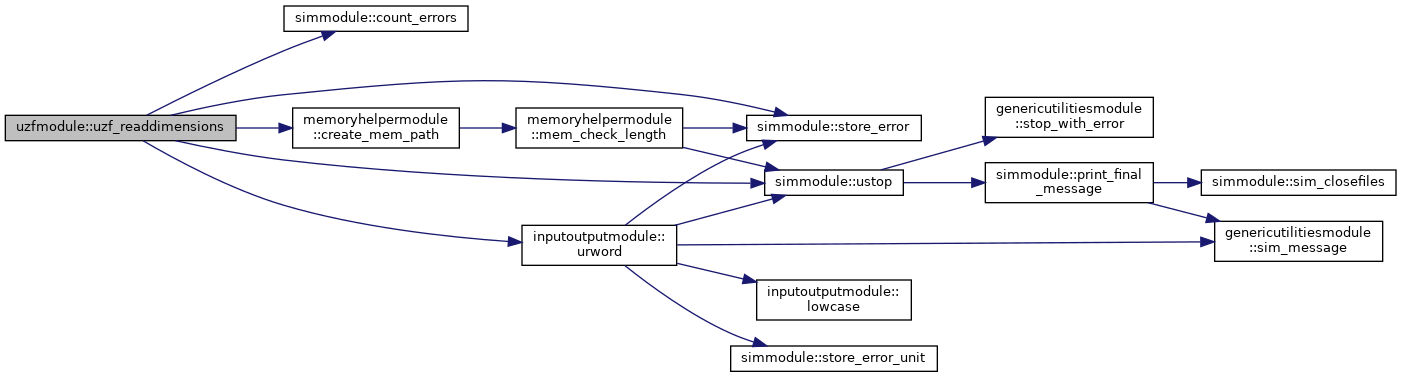 simmodule::count_errors
uzfmodule::uzf_readdimensions
memoryhelpermodule
::create_mem_path
memoryhelpermodule
::mem_check_length
simmodule::store_error
genericutilitiesmodule
::stop_with_error
simmodule::ustop
simmodule::print_final
_message
simmodule::sim_closefiles
inputoutputmodule::
urword
genericutilitiesmodule
::sim_message
inputoutputmodule::
lowcase
simmodule::store_error_unit